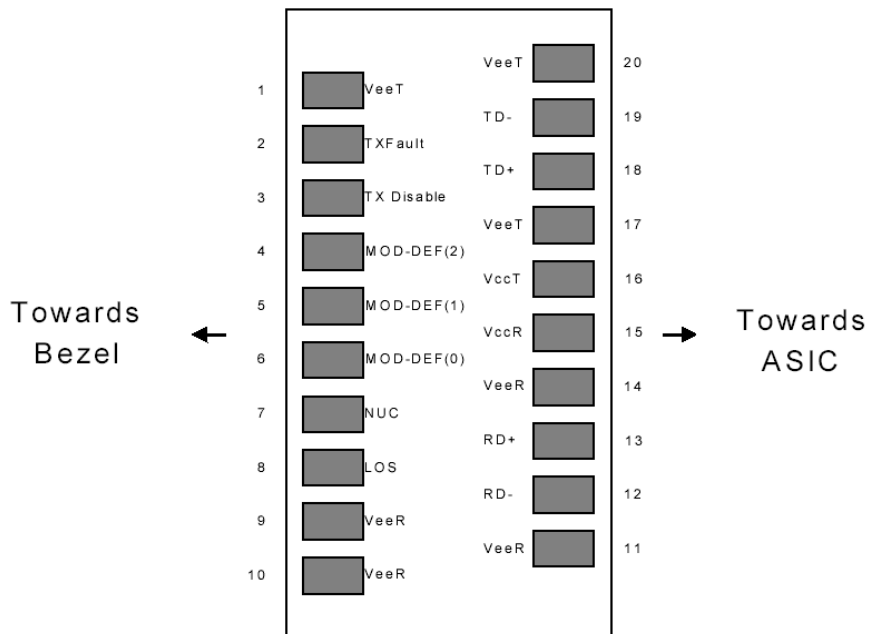 VeeT 20
1 VeeT
TD- 19
2 TXFault
TD+ 18
3 TX Disable
VeeT 17
4 MOD-DEF(2)
VccT 16
5 MOD-DEF(1)
Towards
Bezel
VccR 15
Towards
ASIC
6 MOD-DEF(0)
VeeR 14
7 NUC
RD+ 13
8 LOS
RD- 12
9 VeeR
VeeR 11
10 VeeR